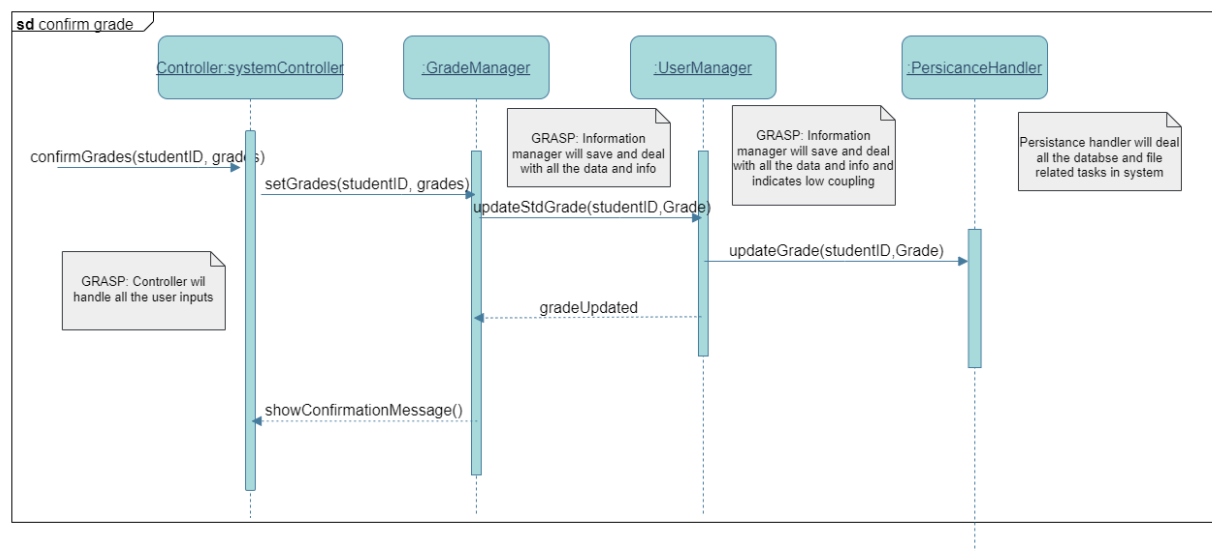 sd confirm grade
Controller:systemController
:GradeManager
:UserManager
:PersicanceHandler
GRASP: Information
manager will save and deal
with all the data and info
GRASP: Information
manager will save and deal
with all the data and info and
indicates low coupling
Persistance handler will deal
all the databse and file
related tasks in system
confirmGrades(studentID, grades)
setGrades(studentID, grades)
updateStdGrade(studentID,Grade)
updateGrade(studentID,Grade)
GRASP: Controller wil
handle all the user inputs
gradeUpdated
showConfirmationMessage()